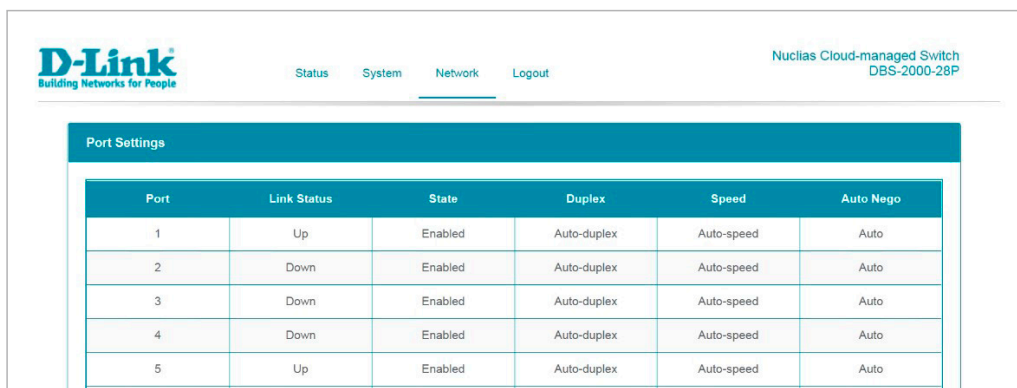 D-Link
Building Networks for People
Status System Network Logout
Nuclias Cloud-managed Switch
DBS-2000-28P
Port Settings
Port Link Status State Duplex Speed Auto Nego
1 Up Enabled Auto-duplex Auto-speed Auto
2 Down Enabled Auto-duplex Auto-speed Auto
3 Down Enabled Auto-duplex Auto-speed Auto
4 Down Enabled Auto-duplex Auto-speed Auto
5 Up Enabled Auto-duplex Auto-speed Auto